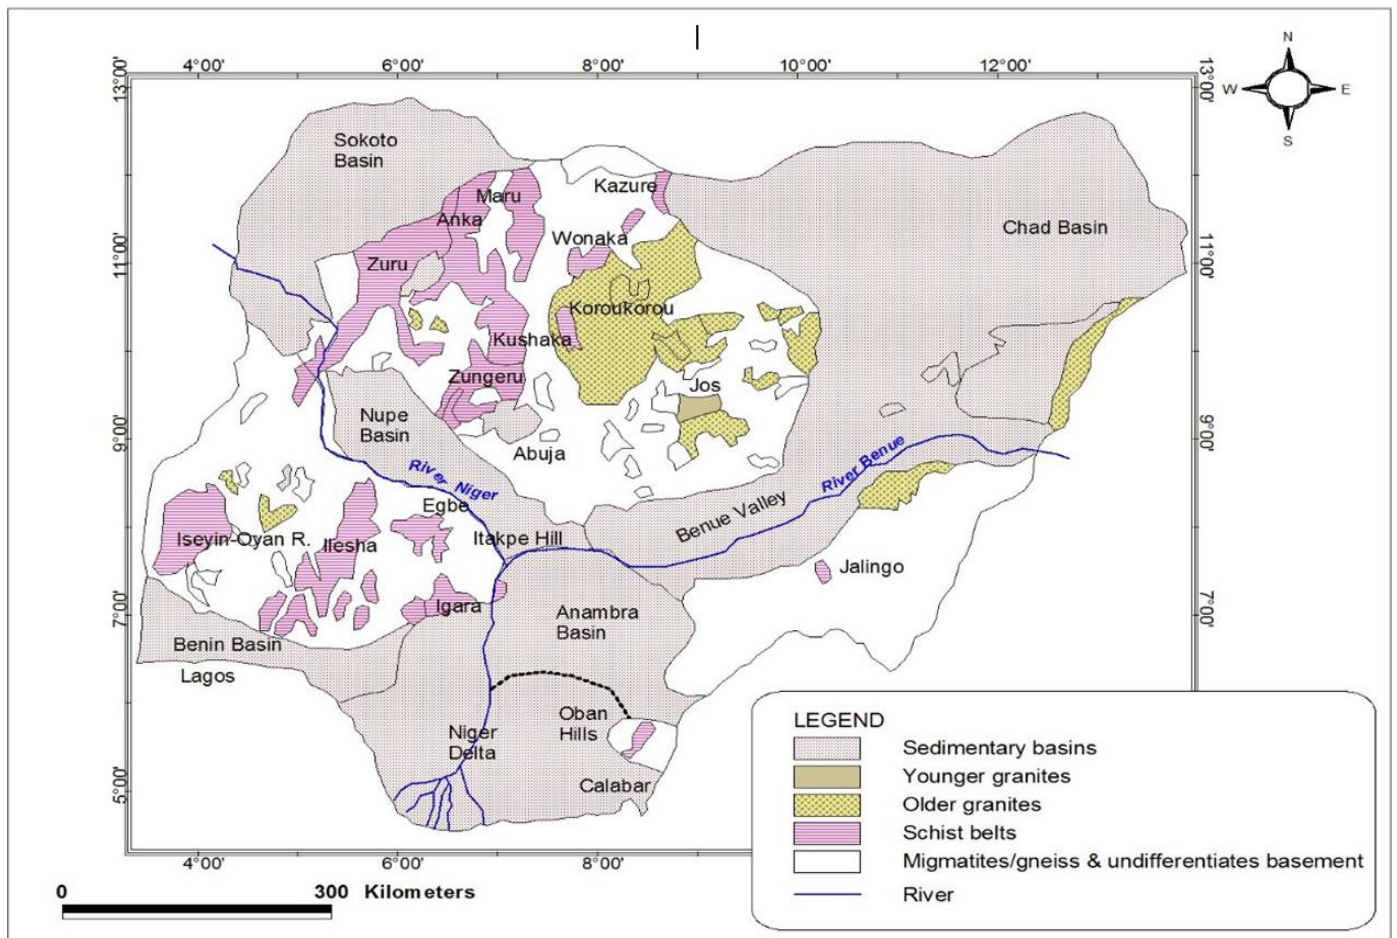 N
W
E
S
4°00'
6°00'
8°00'
10°00'
12°00'
13°00'
13°00'
Sokoto
Basin
Kazure
Maru
Anka
Wonaka
Chad Basin
11°00'
11°00'
Zuru
Koroukorou
Kushaka
Zungeru
Jos
Nupe
Basin
9°00'
9°00'
Abuja
River Niger
River Benue
Egbe
Benue Valley
Iseyin-Oyan R.
Ilesha
Itakpe Hill
Jalingo
7°00'
7°00'
Igara
Anambra
Basin
Benin Basin
Lagos
Oban
Hills
Niger
Delta
Calabar
5°00'
4°00'
6°00'
8°00'
LEGEND
Sedimentary basins
Younger granites
Older granites
Schist belts
Migmatites/gneiss & undifferentiates basement
River
0
300 Kilometers